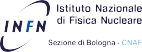 INFN
Istituto Nazionale
di Fisica Nucleare
Sezione di Bologna - CNAF